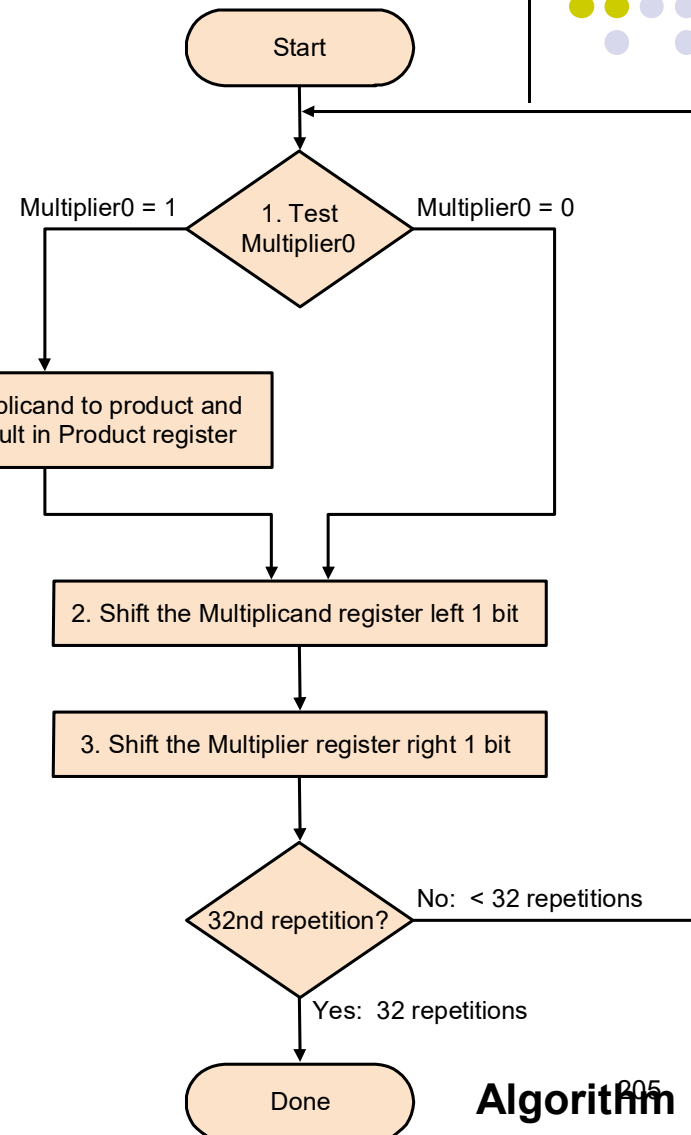 Start
Multiplier0 = 1
1. Test
Multiplier0
Multiplier0 = 0
plicand to product and
ult in Product register
2. Shift the Multiplicand register left 1 bit
3. Shift the Multiplier register right 1 bit
32nd repetition?
No: < 32 repetitions
Yes: 32 repetitions
Done
Algorithm
205